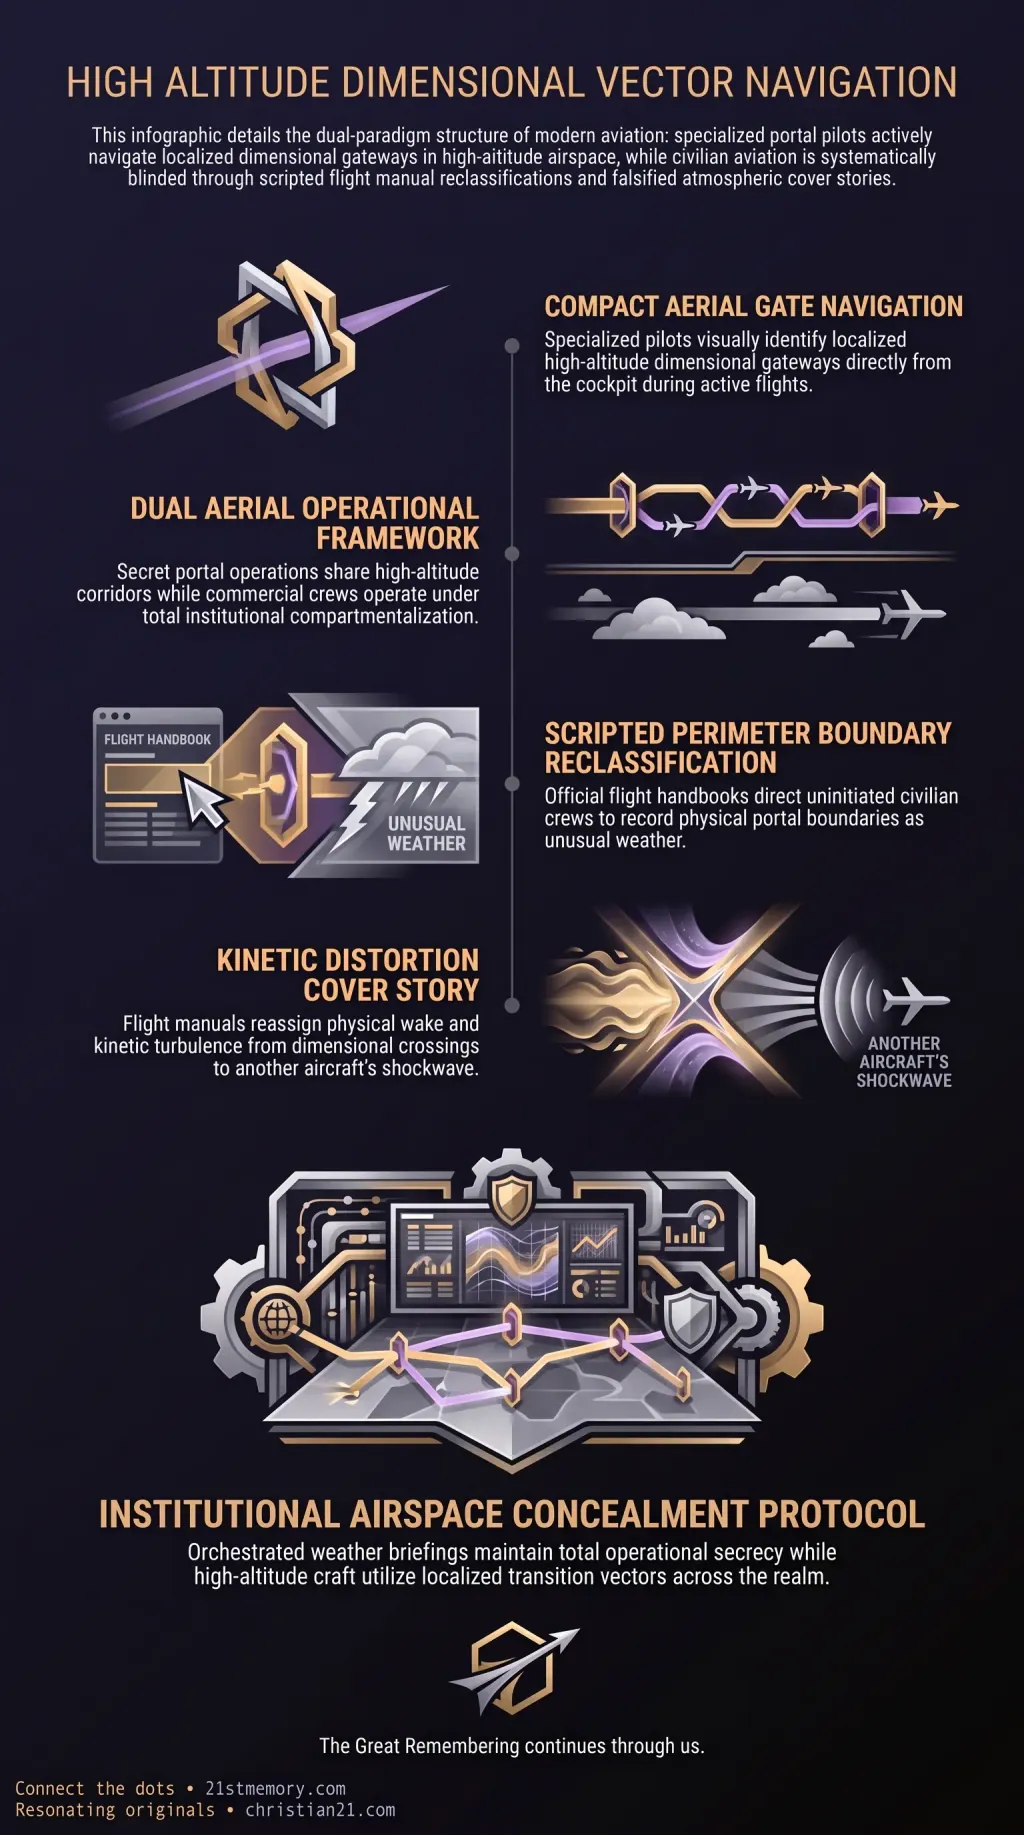 HIGH ALTITUDE DIMENSIONAL VECTOR NAVIGATION
This infographic details the dual-paradigm structure of modern aviation: specialized portal pilots actively
navigate localized dimensional gateways in high-aititude airspace, while civilian aviation is systematically
blinded through scripted flight manual reclassifications and falsified atmospheric cover stories.
COMPACT AERIAL GATE NAVIGATION
Specialized pilots visually identify localized
high-altitude dimensional gateways directly from
the cockpit during active flights.
DUAL AERIAL OPERATIONAL
FRAMEWORK
Secret portal operations share high-altitude
corridors while commercial crews operate under
total institutional compartmentalization.
FLIGHT HANDBOOK
UNUSUAL
WEATHER
SCRIPTED PERIMETER BOUNDARY
RECLASSIFICATION
Official flight handbooks direct uninitiated civilian
crews to record physical portal boundaries as
unusual weather.
KINETIC DISTORTION
COVER STORY
Flight manuals reassign physical wake and
kinetic turbulence from dimensional crossings
to another aircraft's shockwave.
ANOTHER
AIRCRAFT'S
SHOCKWAVE
INSTITUTIONAL AIRSPACE CONCEALMENT PROTOCOL
Orchestrated weather briefings maintain total operational secrecy while
high-altitude craft utilize localized transition vectors across the realm.
The Great Remembering continues through us.
Connect the dots • 21stmemory.com
Resonating originals • christian21.com